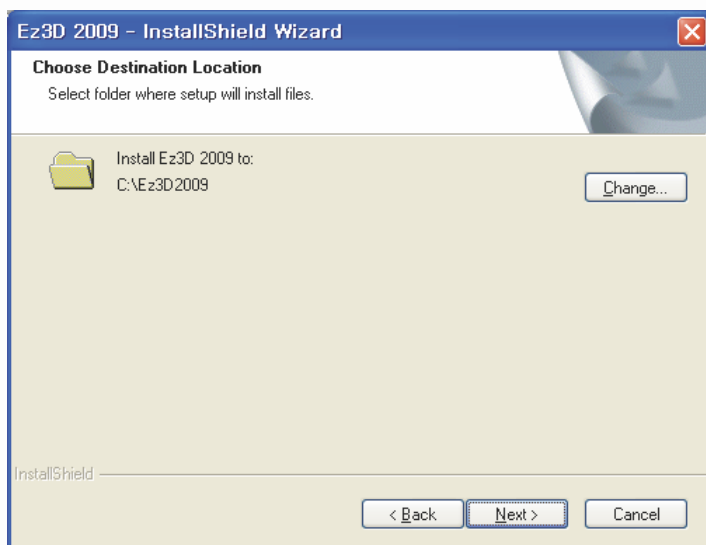 Ez3D 2009 - InstallShield Wizard
Choose Destination Location
Select folder where setup will install files.
Install Ez3D 2009 to:
C:\Ez3D2009
Change...
InstallShield
< Back
Next >
Cancel